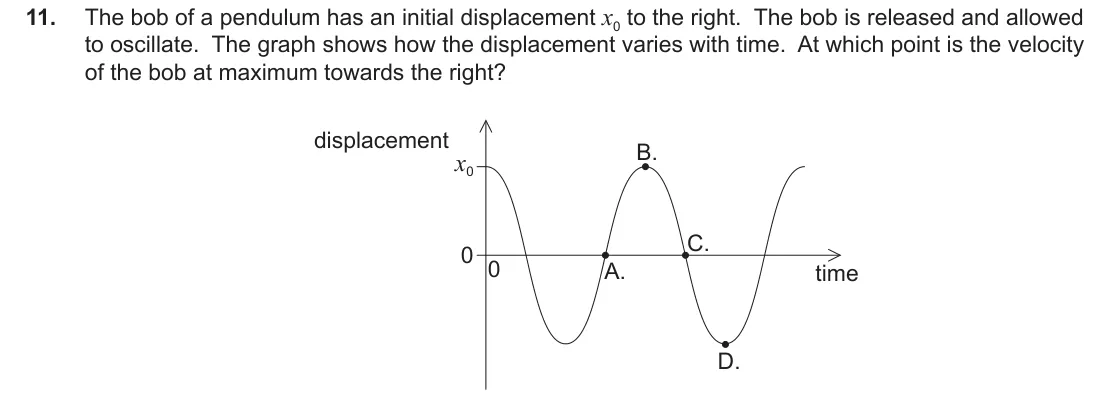 11. The bob of a pendulum has an initial displacement x₀ to the right. The bob is released and allowed
to oscillate. The graph shows how the displacement varies with time. At which point is the velocity
of the bob at maximum towards the right?
displacement
B.
x₀
C.
0
0
A.
time
D.